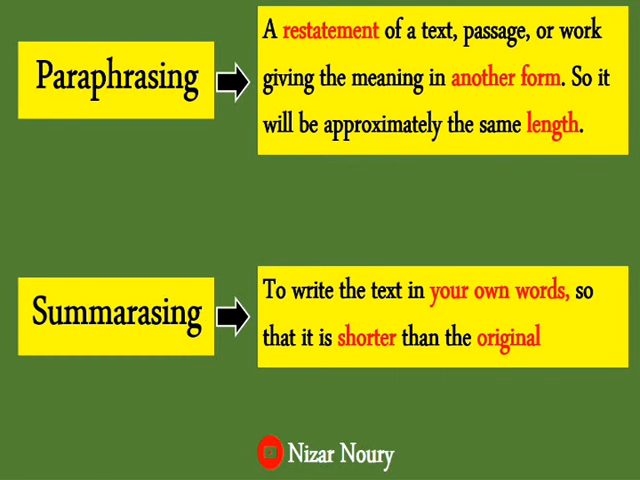 Paraphrasing
A restatement of a text, passage, or work
giving the meaning in another form. So it
will be approximately the same length.
Summarasing
To write the text in your own words, so
that it is shorter than the original
Nizar Noury